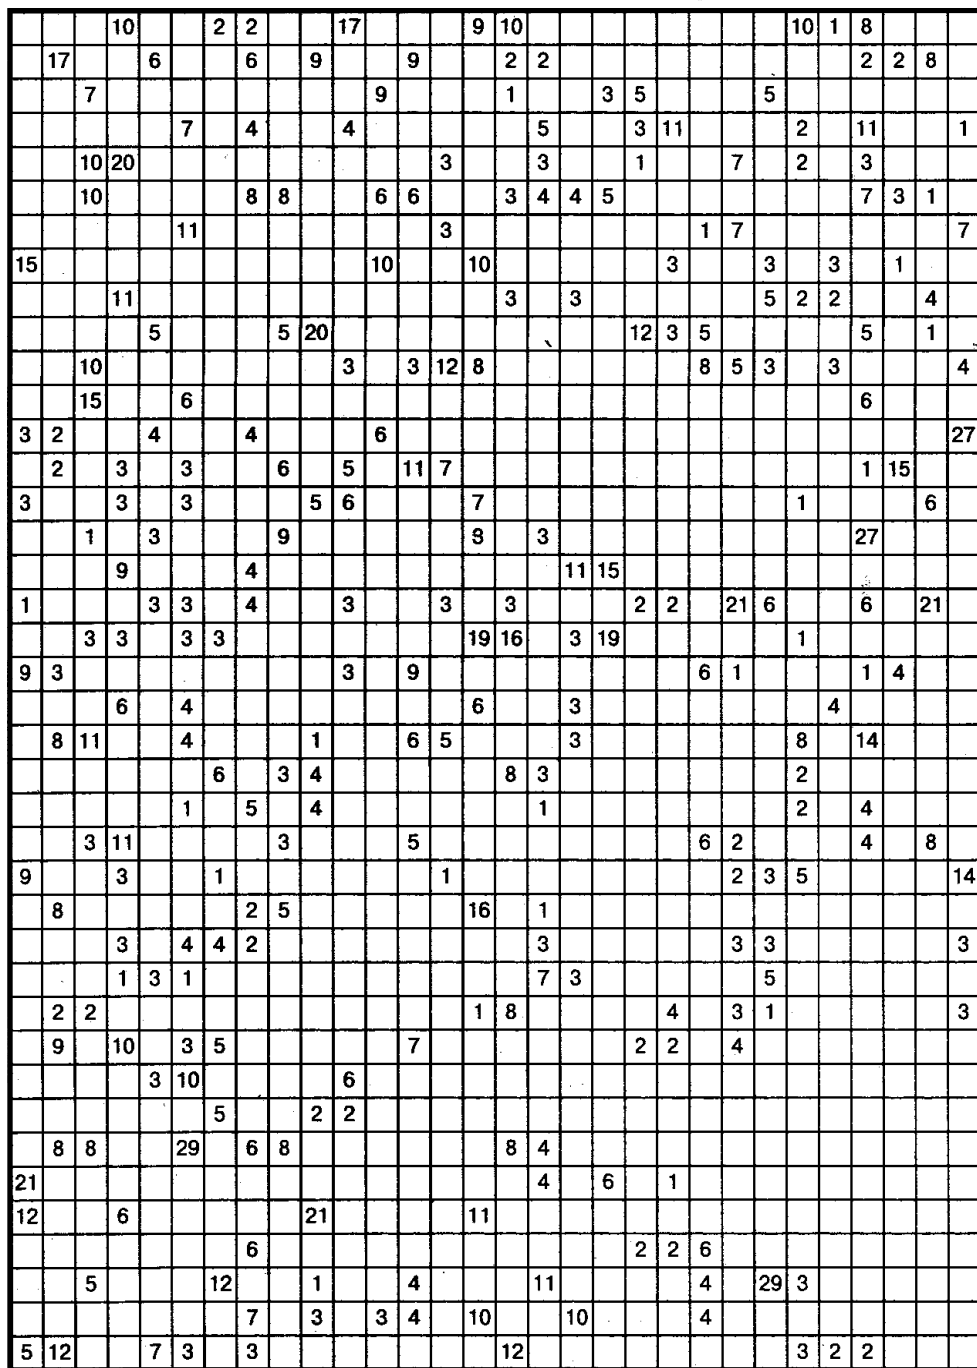 10 2 2 17 9 10 10 1 8
17 6 6 9 9 2 2 2 2 8
7 9 1 3 5 5
7 4 4 5 3 11 2 11 1
10 20 3 3 1 7 2 3
10 8 8 6 6 3 4 4 5 7 3 1
11 3 1 7 7
15 10 10 3 3 3 1
11 3 3 5 2 2 4
5 5 20 12 3 5 5 1
10 3 3 12 8 8 5 3 3 4
15 6 6
3 2 4 4 6 27
2 3 3 6 5 11 7 1 15
3 3 3 5 6 7 1 6
1 3 9 3 3 27
9 4 11 15
1 3 3 4 3 3 3 2 2 21 6 6 21
3 3 3 3 19 16 3 19 1
9 3 3 9 6 1 1 4
6 4 6 3 4
8 11 4 1 6 5 3 8 14
6 3 4 8 3 2
1 5 4 1 2 4
3 11 3 5 6 2 4 8
9 3 1 1 2 3 5 14
8 2 5 16 1
3 4 4 2 3 3 3 3
1 3 1 7 3 5
2 2 1 8 4 3 1 3
9 10 3 5 7 2 2 4
3 10 6
5 2 2
8 8 29 6 8 8 4
21 4 6 1
12 6 21 11
6 2 2 6
5 12 1 4 11 4 29 3
7 3 3 4 10 10 4
5 12 7 3 3 12 3 2 2